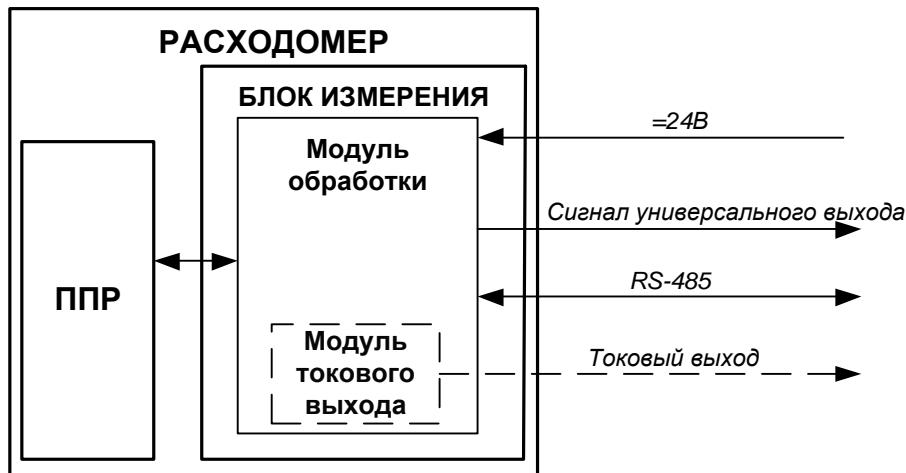 РАСХОДОМЕР
БЛОК ИЗМЕРЕНИЯ
Модуль
обработки
ППР
Модуль
токового
выхода
=24В
Сигнал универсального выхода
RS-485
Токовый выход